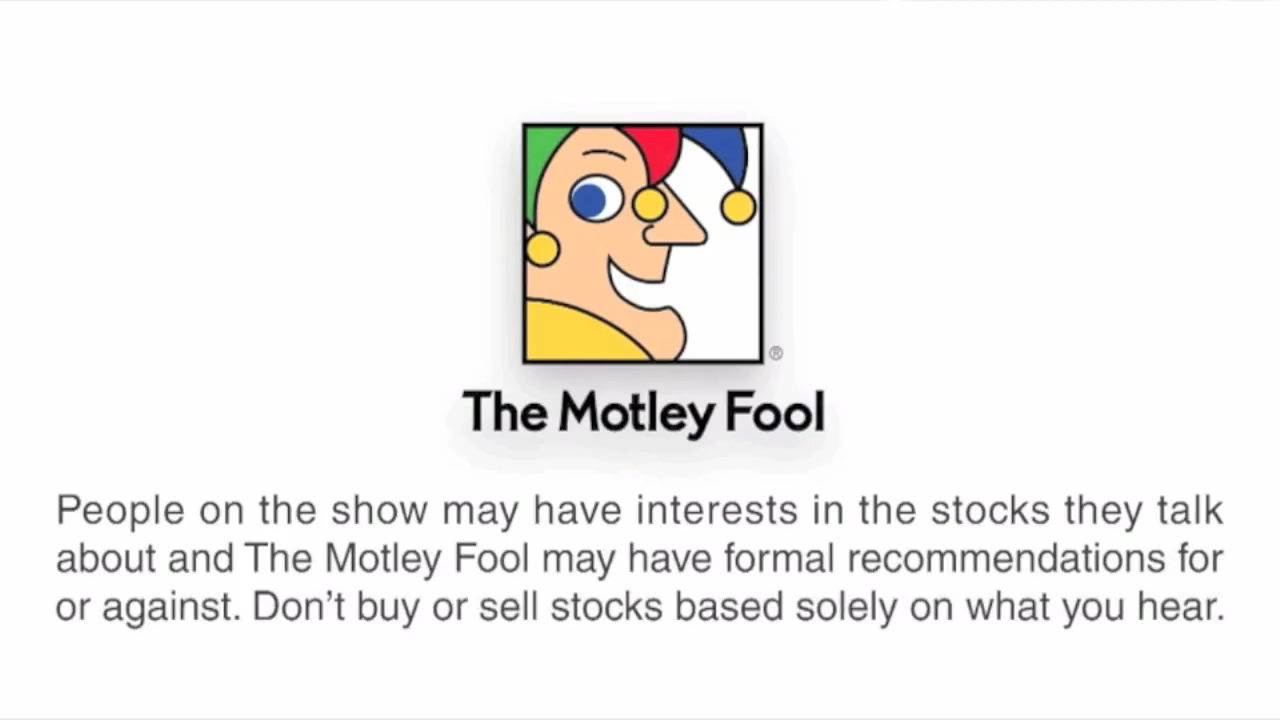 ®
The Motley Fool
People on the show may have interests in the stocks they talk
about and The Motley Fool may have formal recommendations for
or against. Don’t buy or sell stocks based solely on what you hear.